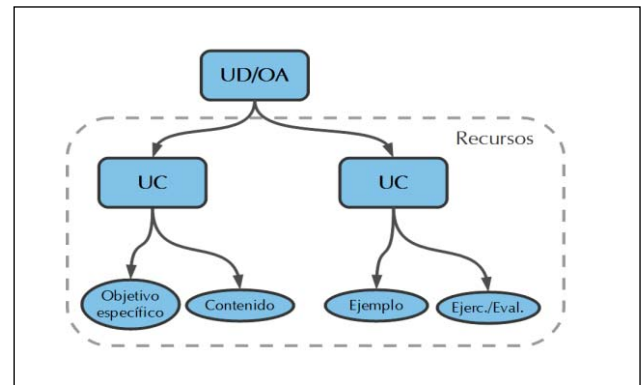 UD/OA
Recursos
UC
UC
Objetivo
específico
Contenido
Ejemplo
Ejerc./Eval.